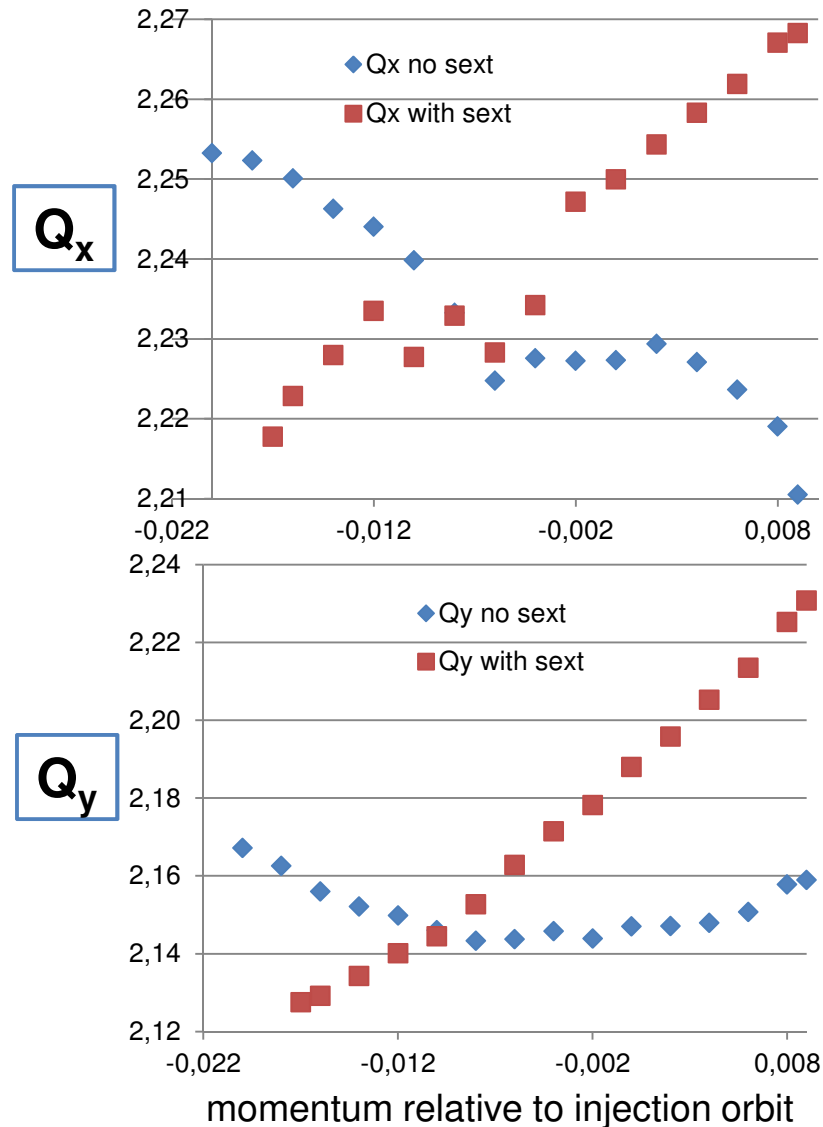 2,27
Qx no sext
2,26
Qx with sext
2,25
Qx
2,24
2,23
2,22
2,21
-0,022 -0,012 -0,002 0,008
2,24
Qy no sext
2,22
Qy with sext
2,20
Qy
2,18
2,16
2,14
2,12
-0,022 -0,012 -0,002 0,008
momentum relative to injection orbit